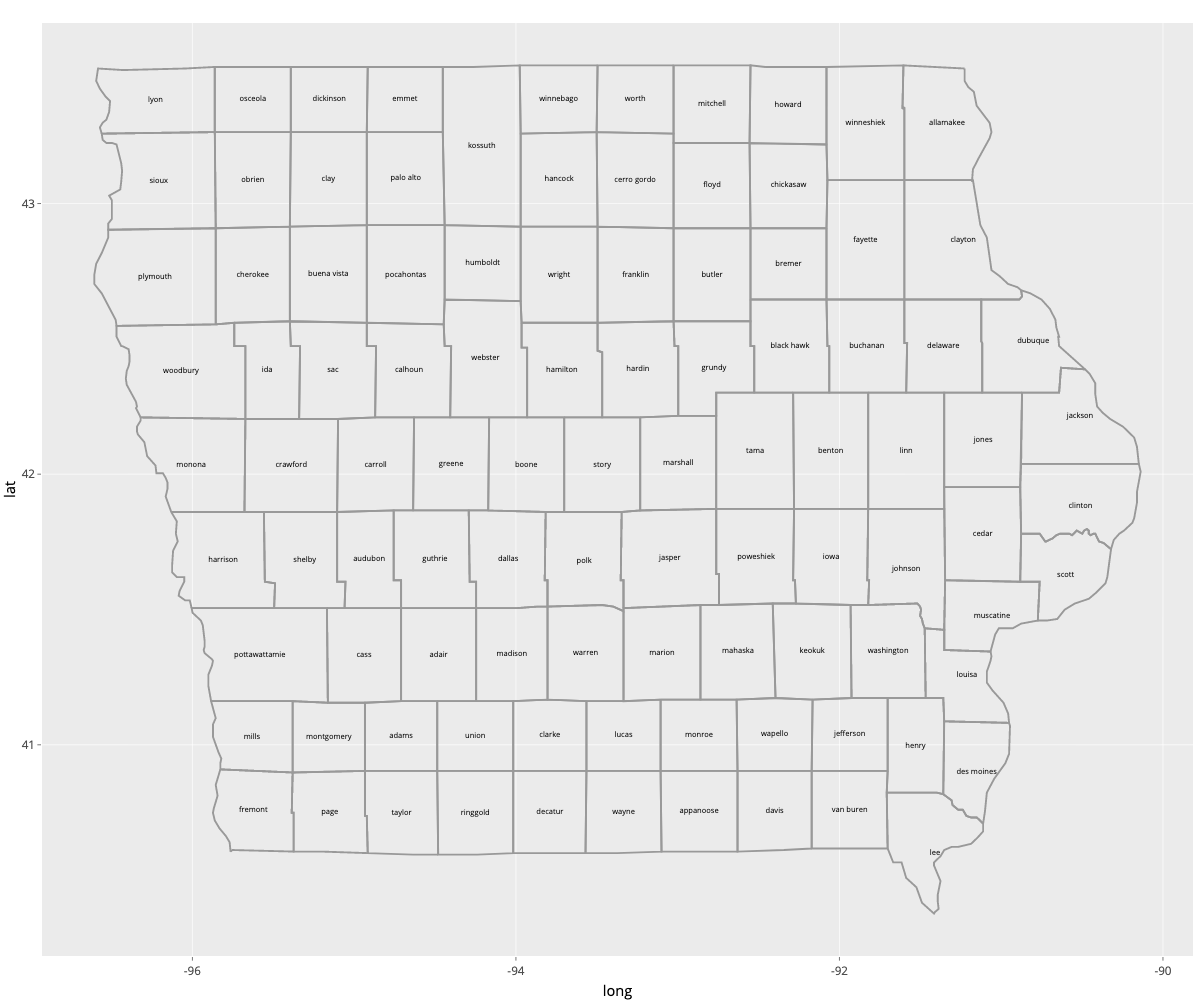 lyon osceola dickinson emmet winnebago worth mitchell howard
winneshiek allamakee
kossuth
sioux obrien clay palo alto hancock cerro gordo floyd chickasaw
43
fayette clayton
plymouth cherokee buena vista pocahontas humboldt wright franklin butler bremer
woodbury ida sac calhoun webster hamilton hardin grundy black hawk buchanan delaware dubuque
jackson
monona crawford carroll greene boone story marshall tama benton linn jones
42
lat
clinton
harrison shelby audubon guthrie dallas polk jasper poweshiek iowa johnson cedar scott
muscatine
pottawattamie cass adair madison warren marion mahaska keokuk washington
louisa
mills montgomery adams union clarke lucas monroe wapello jefferson henry
41
des moines
fremont page taylor ringgold decatur wayne appanoose davis van buren
lee
-96 -94 -92 -90
long